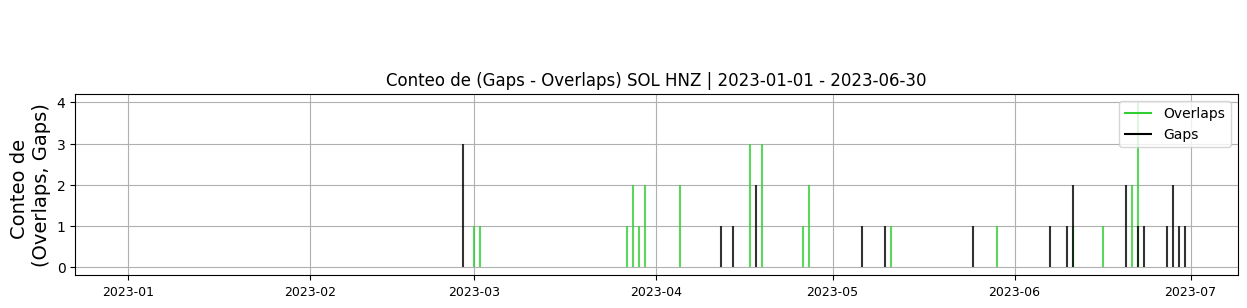 Conteo de (Gaps - Overlaps) SOL HNZ | 2023-01-01 - 2023-06-30
Conteo de
(Overlaps, Gaps)
4
3
2
1
0
Overlaps
Gaps
2023-01
2023-02
2023-03
2023-04
2023-05
2023-06
2023-07